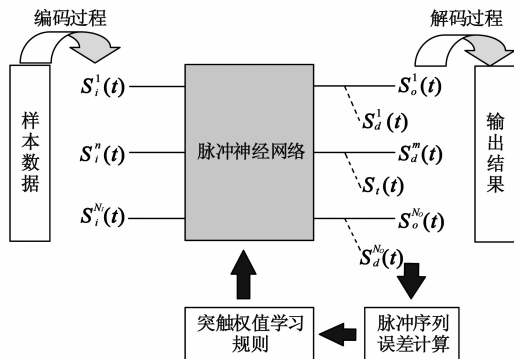 编码过程
解码过程
样本数据
S_i^1(t)
S_i^n(t)
S_i^{N_I}(t)
脉冲神经网络
S_o^1(t)
S_d^1(t)
S_d^m(t)
S_t(t)
S_o^{N_O}(t)
S_d^{N_O}(t)
输出结果
突触权值学习
规则
脉冲序列
误差计算